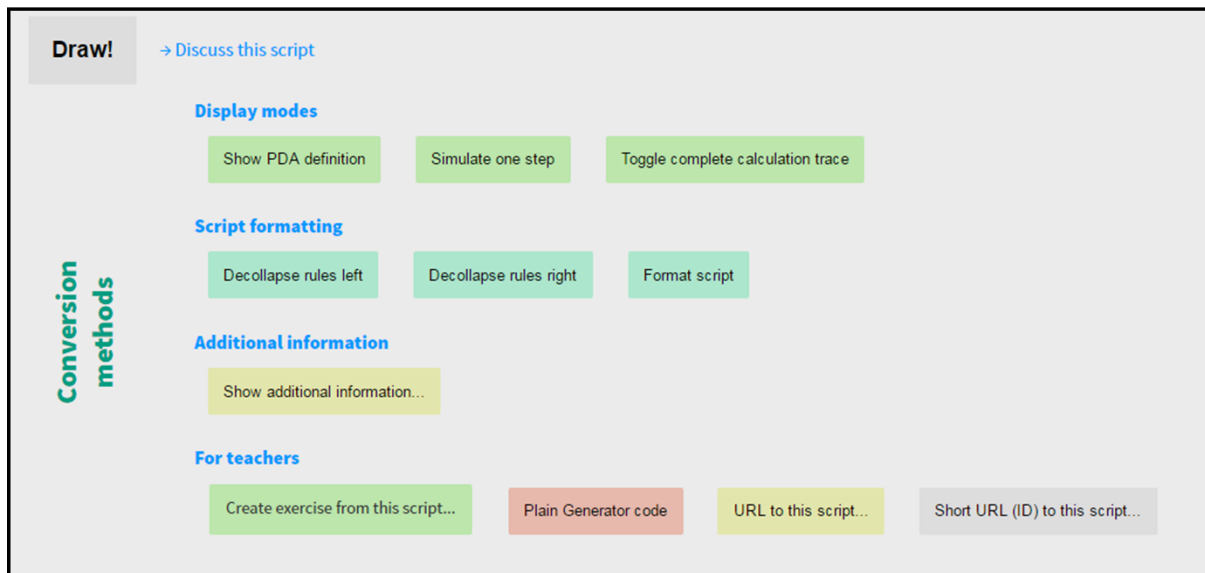 Draw!
→ Discuss this script
Display modes
Show PDA definition
Simulate one step
Toggle complete calculation trace
Script formatting
Decollapse rules left
Decollapse rules right
Format script
Conversion
methods
Additional information
Show additional information...
For teachers
Create exercise from this script...
Plain Generator code
URL to this script...
Short URL (ID) to this script...